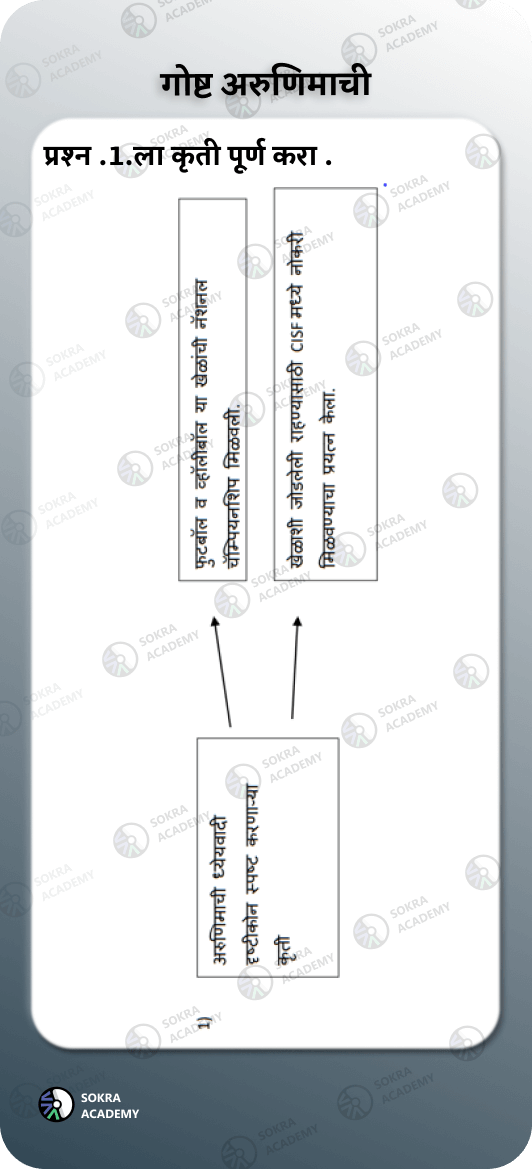 गोष्ट अरुणिमाची
प्रश्न .1.ला कृती पूर्ण करा .
1)
अरुणिमाची ध्येयवादी
दृष्टीकोन स्पष्ट करणाऱ्या
कृती
फुटबॉल व व्हॉलीबॉल या खेळांची नॅशनल
चॅम्पियनशिप मिळवली.
खेळाशी जोडलेली राहण्यासाठी CISF मध्ये नोकरी
मिळवण्याचा प्रयत्न केला.
SOKRA
ACADEMY